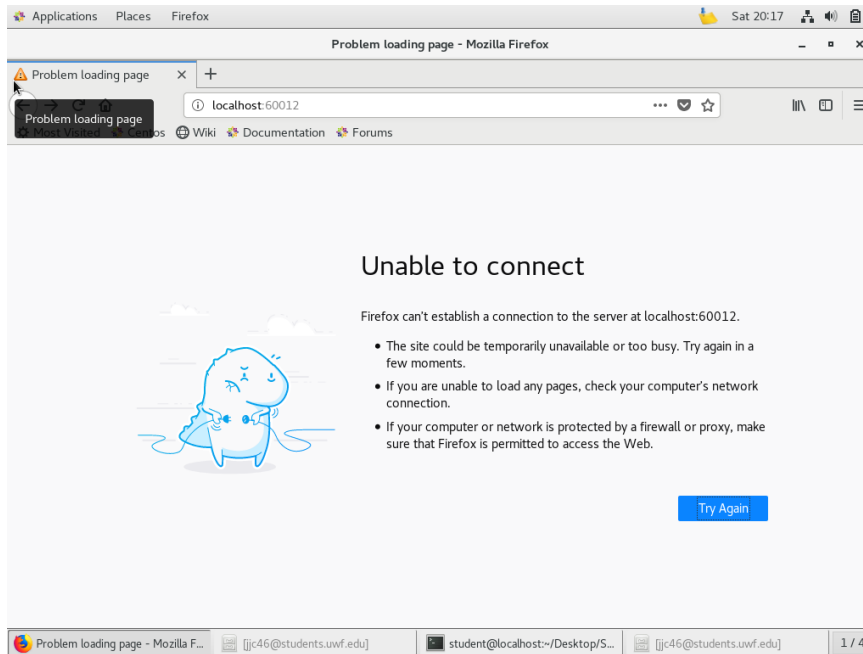 Applications Places Firefox Sat 20:17
Problem loading page - Mozilla Firefox
Problem loading page
localhost:60012
Problem loading page
Most Visited Centos Wiki Documentation Forums
Unable to connect
Firefox can't establish a connection to the server at localhost:60012.
The site could be temporarily unavailable or too busy. Try again in a
few moments.
If you are unable to load any pages, check your computer's network
connection.
If your computer or network is protected by a firewall or proxy, make
sure that Firefox is permitted to access the Web.
Try Again
Problem loading page - Mozilla F... [jjc46@students.uwf.edu] student@localhost:~/Desktop/S... [jjc46@students.uwf.edu] 1 / 4